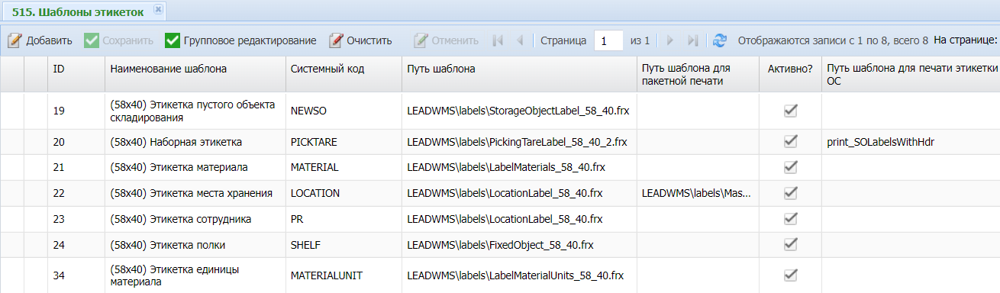 515. Шаблоны этикеток
Добавить Сохранить Групповое редактирование Очистить Отменить Страница 1 из 1 Отображаются записи с 1 по 8, всего 8 На странице:
ID Наименование шаблона Системный код Путь шаблона Путь шаблона для пакетной печати Активно? Путь шаблона для печати этикетки ОС
19 (58x40) Этикетка пустого объекта складирования NEWSO LEADWMS\labels\StorageObjectLabel_58_40.frx
20 (58x40) Наборная этикетка PICKTARE LEADWMS\labels\PickingTareLabel_58_40_2.frx print_SOLabelsWithHdr
21 (58x40) Этикетка материала MATERIAL LEADWMS\labels\LabelMaterials_58_40.frx
22 (58x40) Этикетка места хранения LOCATION LEADWMS\labels\LocationLabel_58_40.frx LEADWMS\labels\Mas...
23 (58x40) Этикетка сотрудника PR LEADWMS\labels\LocationLabel_58_40.frx
24 (58x40) Этикетка полки SHELF LEADWMS\labels\FixedObject_58_40.frx
34 (58x40) Этикетка единицы материала MATERIALUNIT LEADWMS\labels\LabelMaterialUnits_58_40.frx